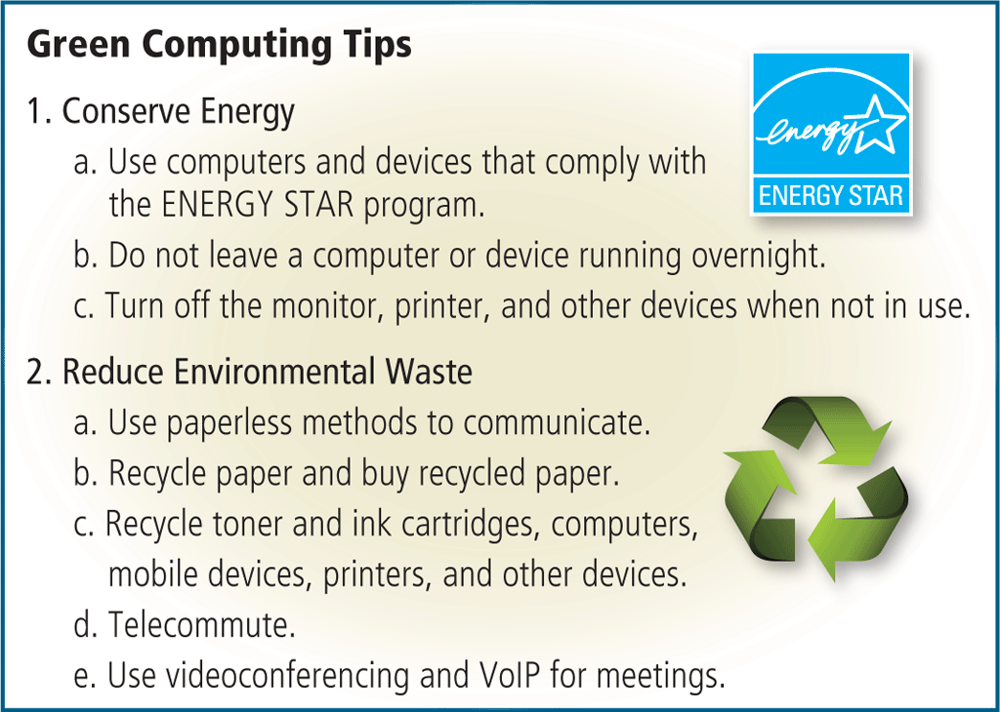 Green Computing Tips
1. Conserve Energy
a. Use computers and devices that comply with
the ENERGY STAR program.
energy
ENERGY STAR
b. Do not leave a computer or device running overnight.
c. Turn off the monitor, printer, and other devices when not in use.
2. Reduce Environmental Waste
a. Use paperless methods to communicate.
b. Recycle paper and buy recycled paper.
c. Recycle toner and ink cartridges, computers,
mobile devices, printers, and other devices.
d. Telecommute.
e. Use videoconferencing and VoIP for meetings.